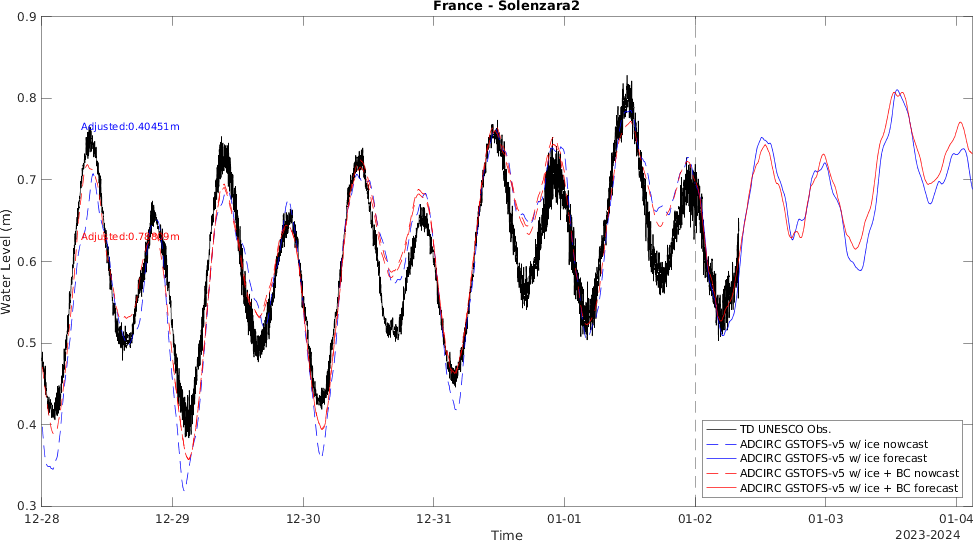 France - Solenzara2
0.9
0.8
0.7
0.6
0.5
0.4
0.3
Water Level (m)
Adjusted:0.40451m
TD UNESCO Obs.
ADCIRC GSTOFS-v5 w/ ice nowcast
ADCIRC GSTOFS-v5 w/ ice forecast
ADCIRC GSTOFS-v5 w/ ice + BC nowcast
ADCIRC GSTOFS-v5 w/ ice + BC forecast
12-28
12-29
12-30
12-31
01-01
01-02
01-03
01-04
Time
2023-2024